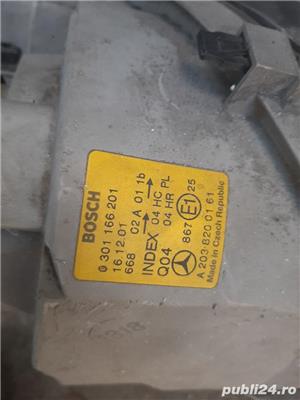 BOSCH
0 301 166 201
16.12.01
668 02A 01 1b
INDEX → 04 HC PL
Q04 04 HR →
867 E1 25
A 203 820 01 61
Made in Czech Republic
publi24.ro